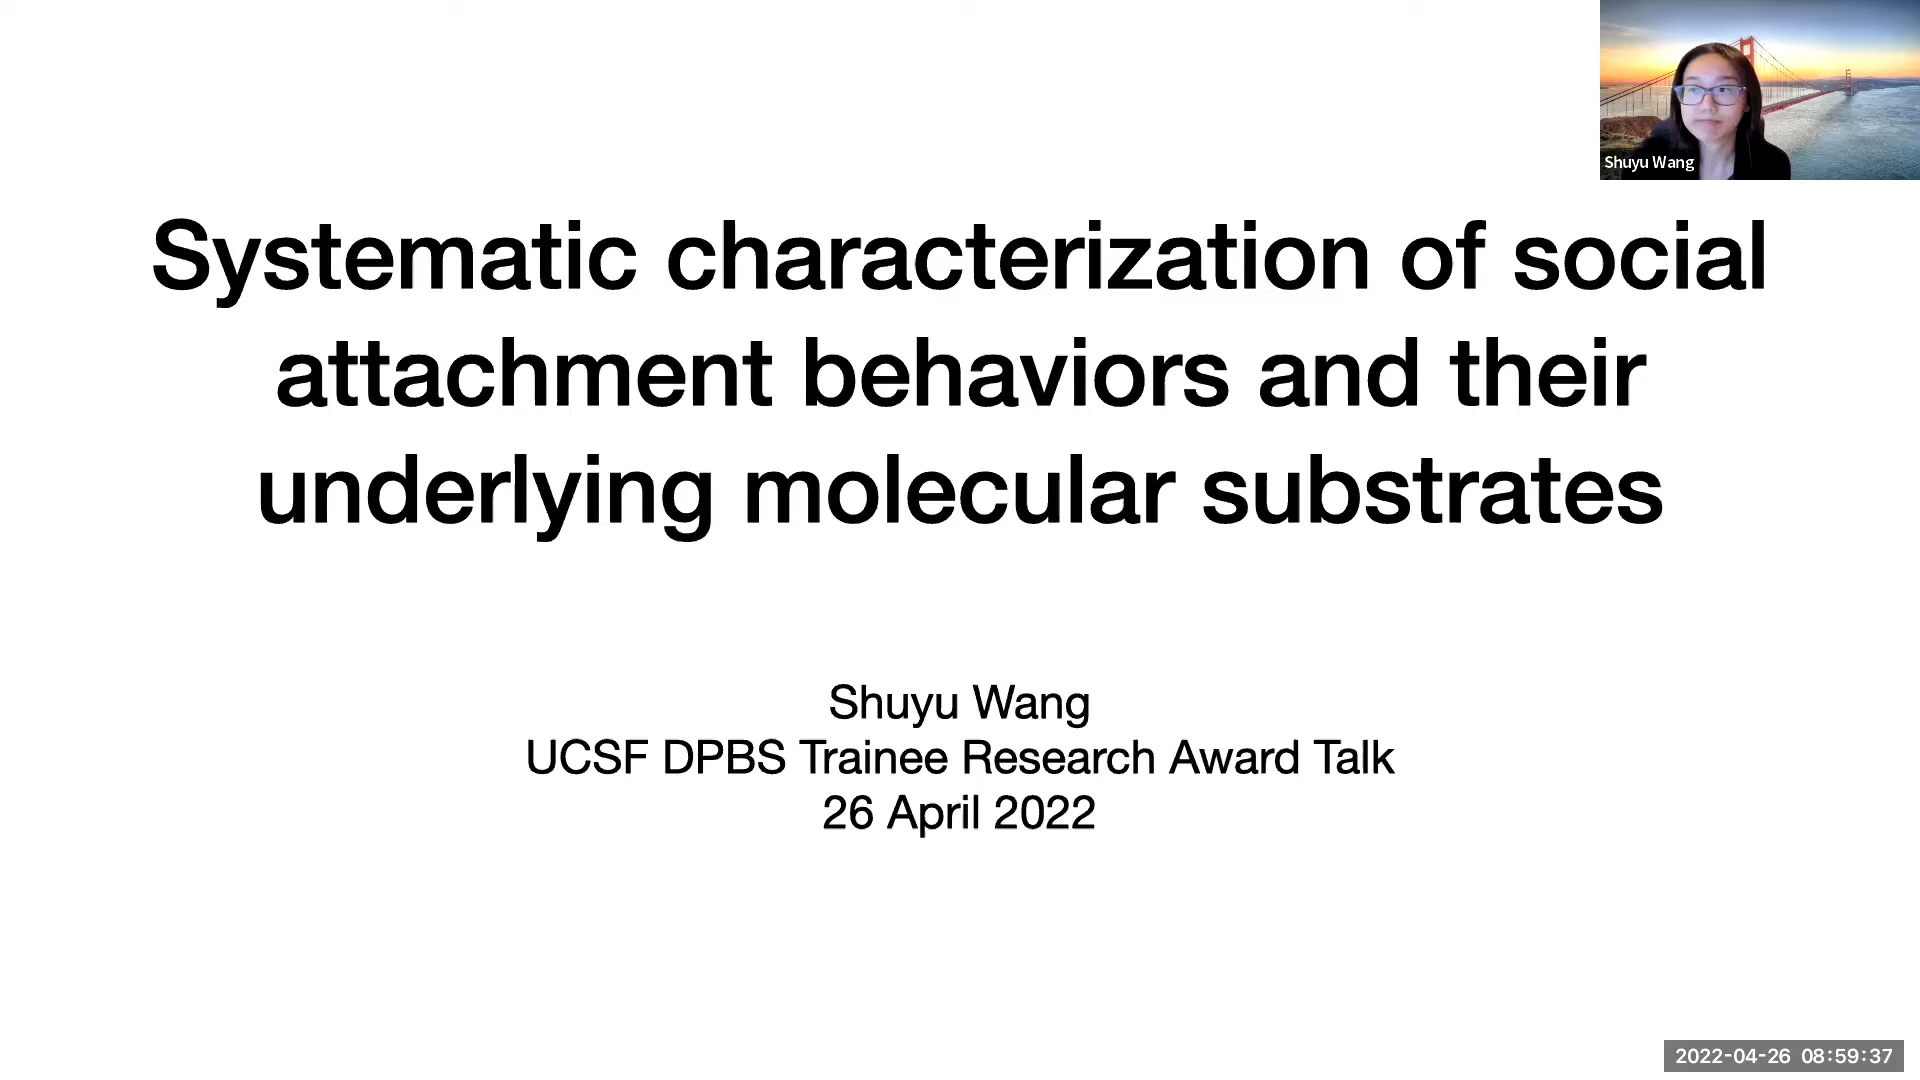 Shuyu Wang
Systematic characterization of social
attachment behaviors and their
underlying molecular substrates
Shuyu Wang
UCSF DPBS Trainee Research Award Talk
26 April 2022
2022-04-26 08:59:37